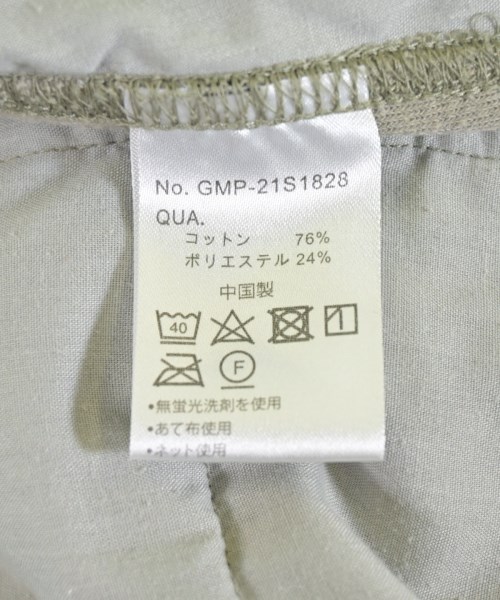 No. GMP-21S1828
QUA.
コットン 76%
ポリエステル 24%
中国製
40
F
•無蛍光洗剤を使用
•あて布使用
•ネット使用